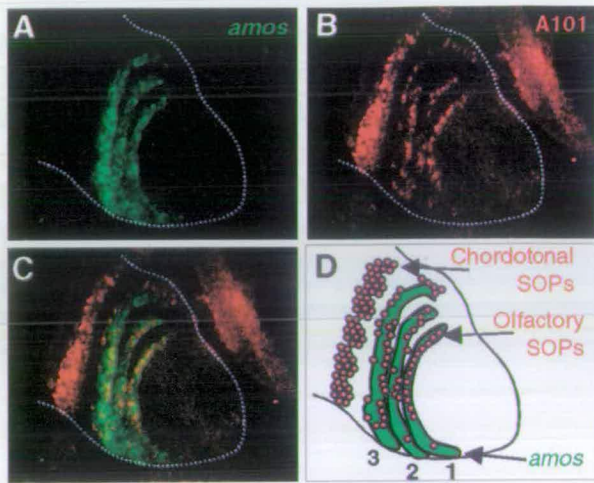 A
amos
B
A101
C
D
Chordotonal
SOPs
Olfactory
SOPs
3 2 1
amos